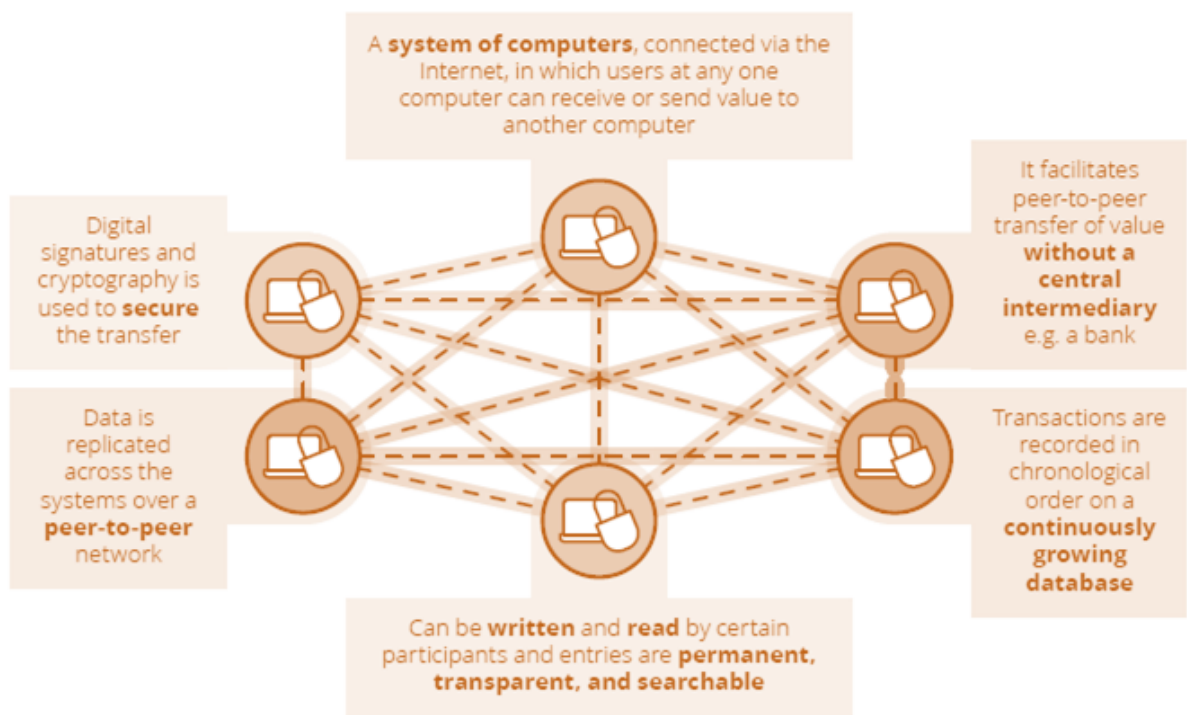 A system of computers, connected via the
Internet, in which users at any one
computer can receive or send value to
another computer
It facilitates
peer-to-peer
transfer of value
without a
central
intermediary
e.g. a bank
Digital
signatures and
cryptography is
used to secure
the transfer
Data is
replicated
across the
systems over a
peer-to-peer
network
Transactions are
recorded in
chronological
order on a
continuously
growing
database
Can be written and read by certain
participants and entries are permanent,
transparent, and searchable